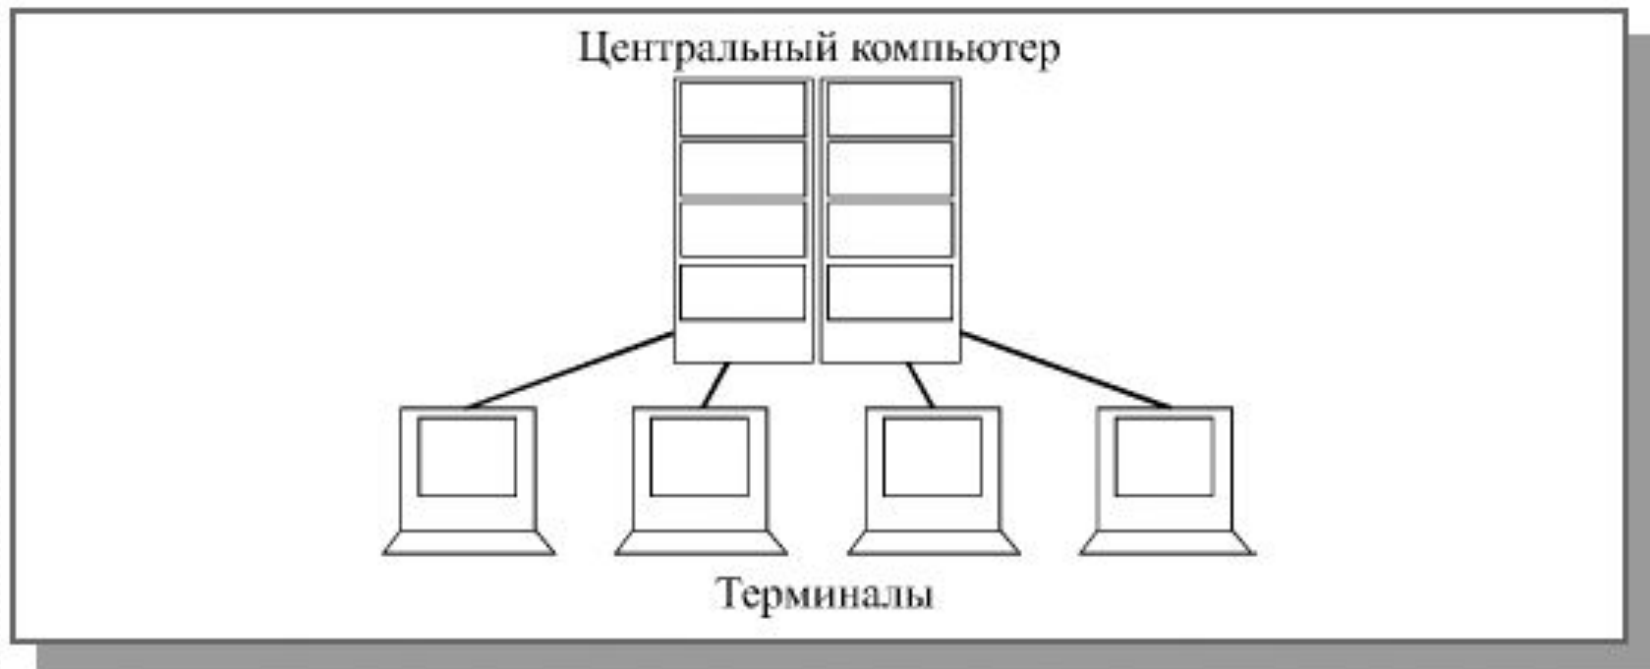 Центральный компьютер
Терминалы